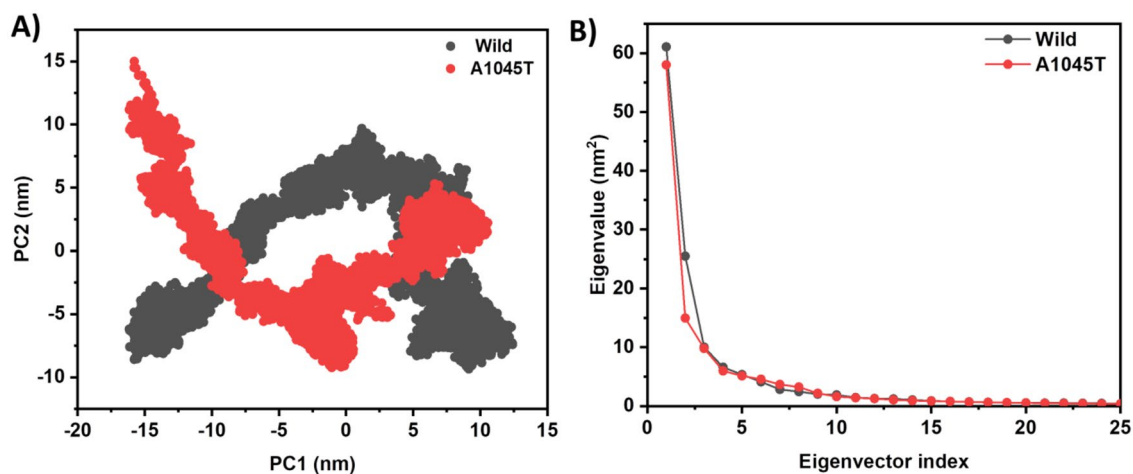 A)
Wild
A1045T
15
10
5
0
-5
-10
PC2 (nm)
-20 -15 -10 -5 0 5 10 15
PC1 (nm)
B)
Wild
A1045T
60
50
40
30
20
10
0
Eigenvalue (nm²)
0 5 10 15 20 25
Eigenvector index